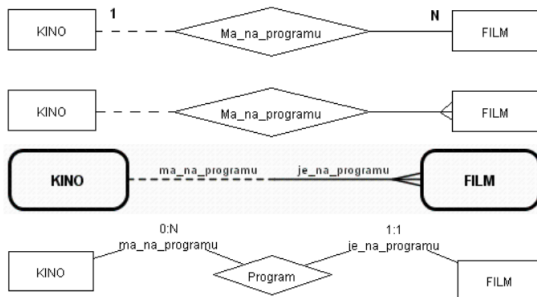 1 N
KINO Ma_na_programu FILM
KINO Ma_na_programu FILM
KINO ma_na_programu je_na_programu FILM
0:N 1:1
ma_na_programu je_na_programu
KINO Program FILM